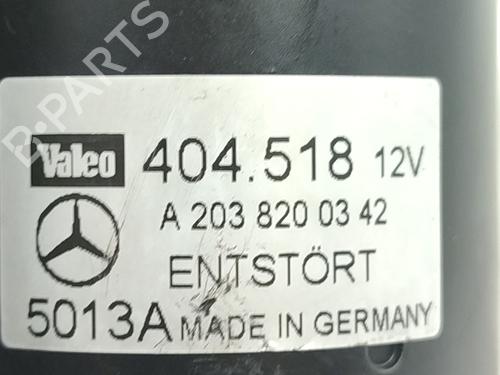 B-PARTS
Valeo 404.518 12V
A 203 820 03 42
ENTSTÖRT
5013A MADE IN GERMANY